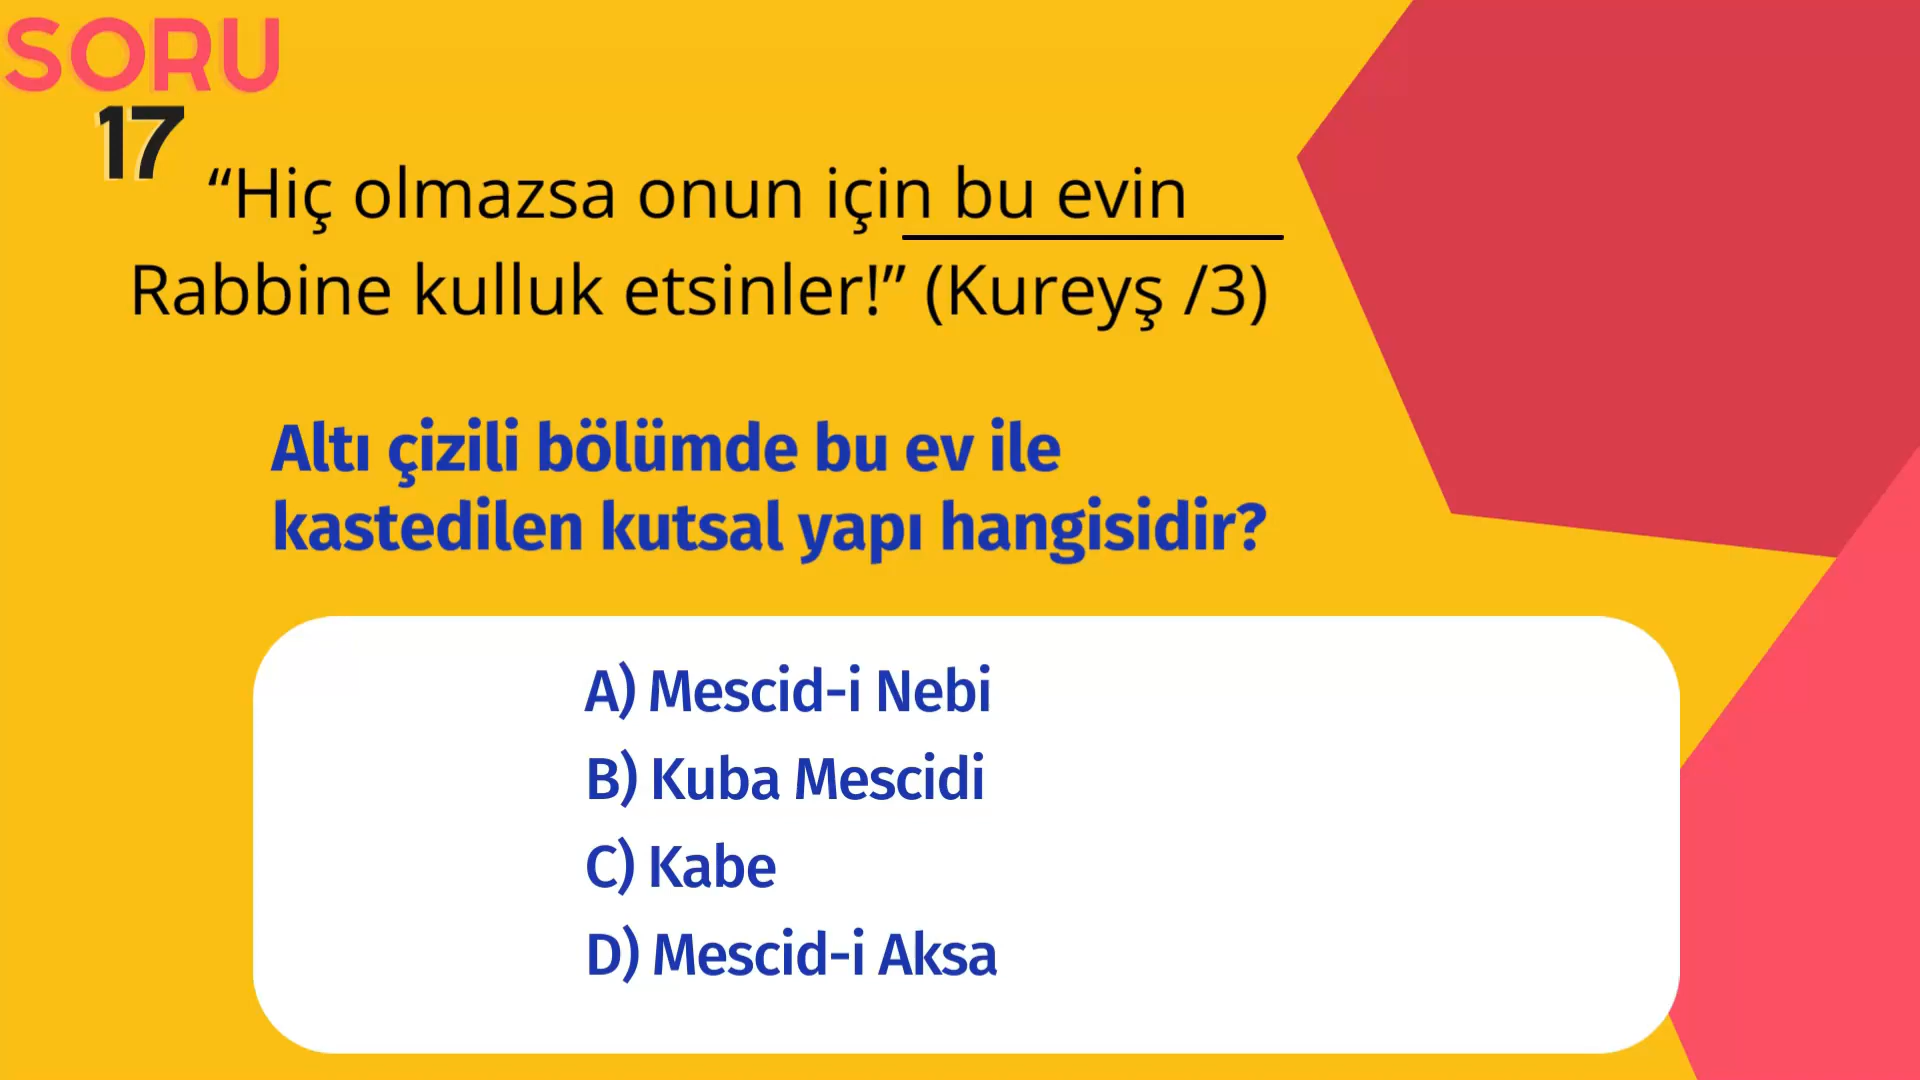 SORU
17
“Hiç olmazsa onun için bu evin
Rabbine kulluk etsinler!” (Kureyş /3)
Altı çizili bölümde bu ev ile
kastedilen kutsal yapı hangisidir?
A) Mescid-i Nebi
B) Kuba Mescidi
C) Kabe
D) Mescid-i Aksa